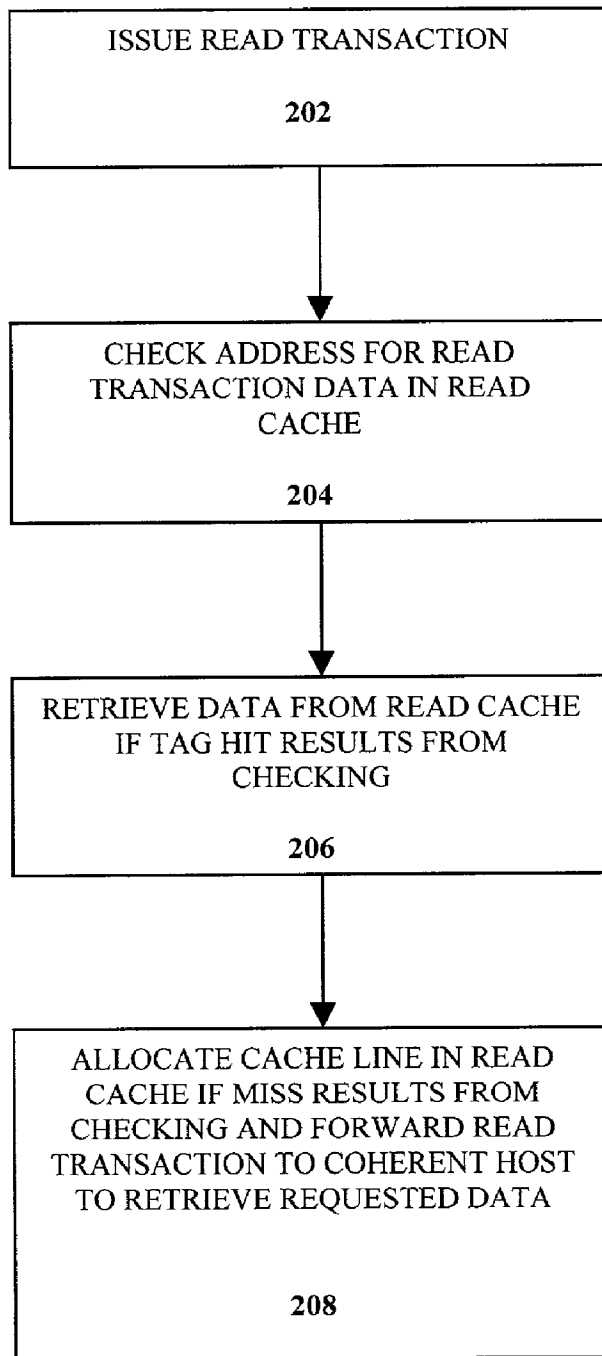 ISSUE READ TRANSACTION
202
CHECK ADDRESS FOR READ
TRANSACTION DATA IN READ
CACHE
204
RETRIEVE DATA FROM READ CACHE
IF TAG HIT RESULTS FROM
CHECKING
206
ALLOCATE CACHE LINE IN READ
CACHE IF MISS RESULTS FROM
CHECKING AND FORWARD READ
TRANSACTION TO COHERENT HOST
TO RETRIEVE REQUESTED DATA
208